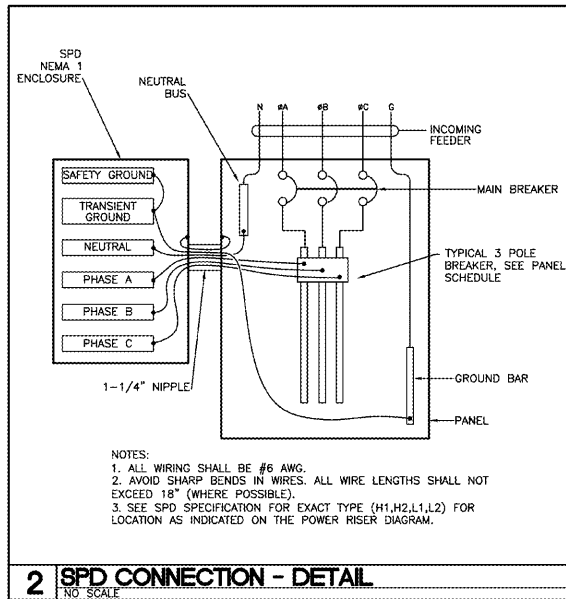 SPD
NEMA 1
ENCLOSURE
NEUTRAL
BUS
N ØA ØB ØC G
INCOMING
FEEDER
MAIN BREAKER
SAFETY GROUND
TRANSIENT
GROUND
NEUTRAL
PHASE A
PHASE B
PHASE C
TYPICAL 3 POLE
BREAKER, SEE PANEL
SCHEDULE
1-1/4" NIPPLE
GROUND BAR
PANEL
NOTES:
1. ALL WIRING SHALL BE #6 AWG.
2. AVOID SHARP BENDS IN WIRES. ALL WIRE LENGTHS SHALL NOT
EXCEED 18" (WHERE POSSIBLE).
3. SEE SPD SPECIFICATION FOR EXACT TYPE (H1,H2,L1,L2) FOR
LOCATION AS INDICATED ON THE POWER RISER DIAGRAM.
2 SPD CONNECTION - DETAIL
NO SCALE